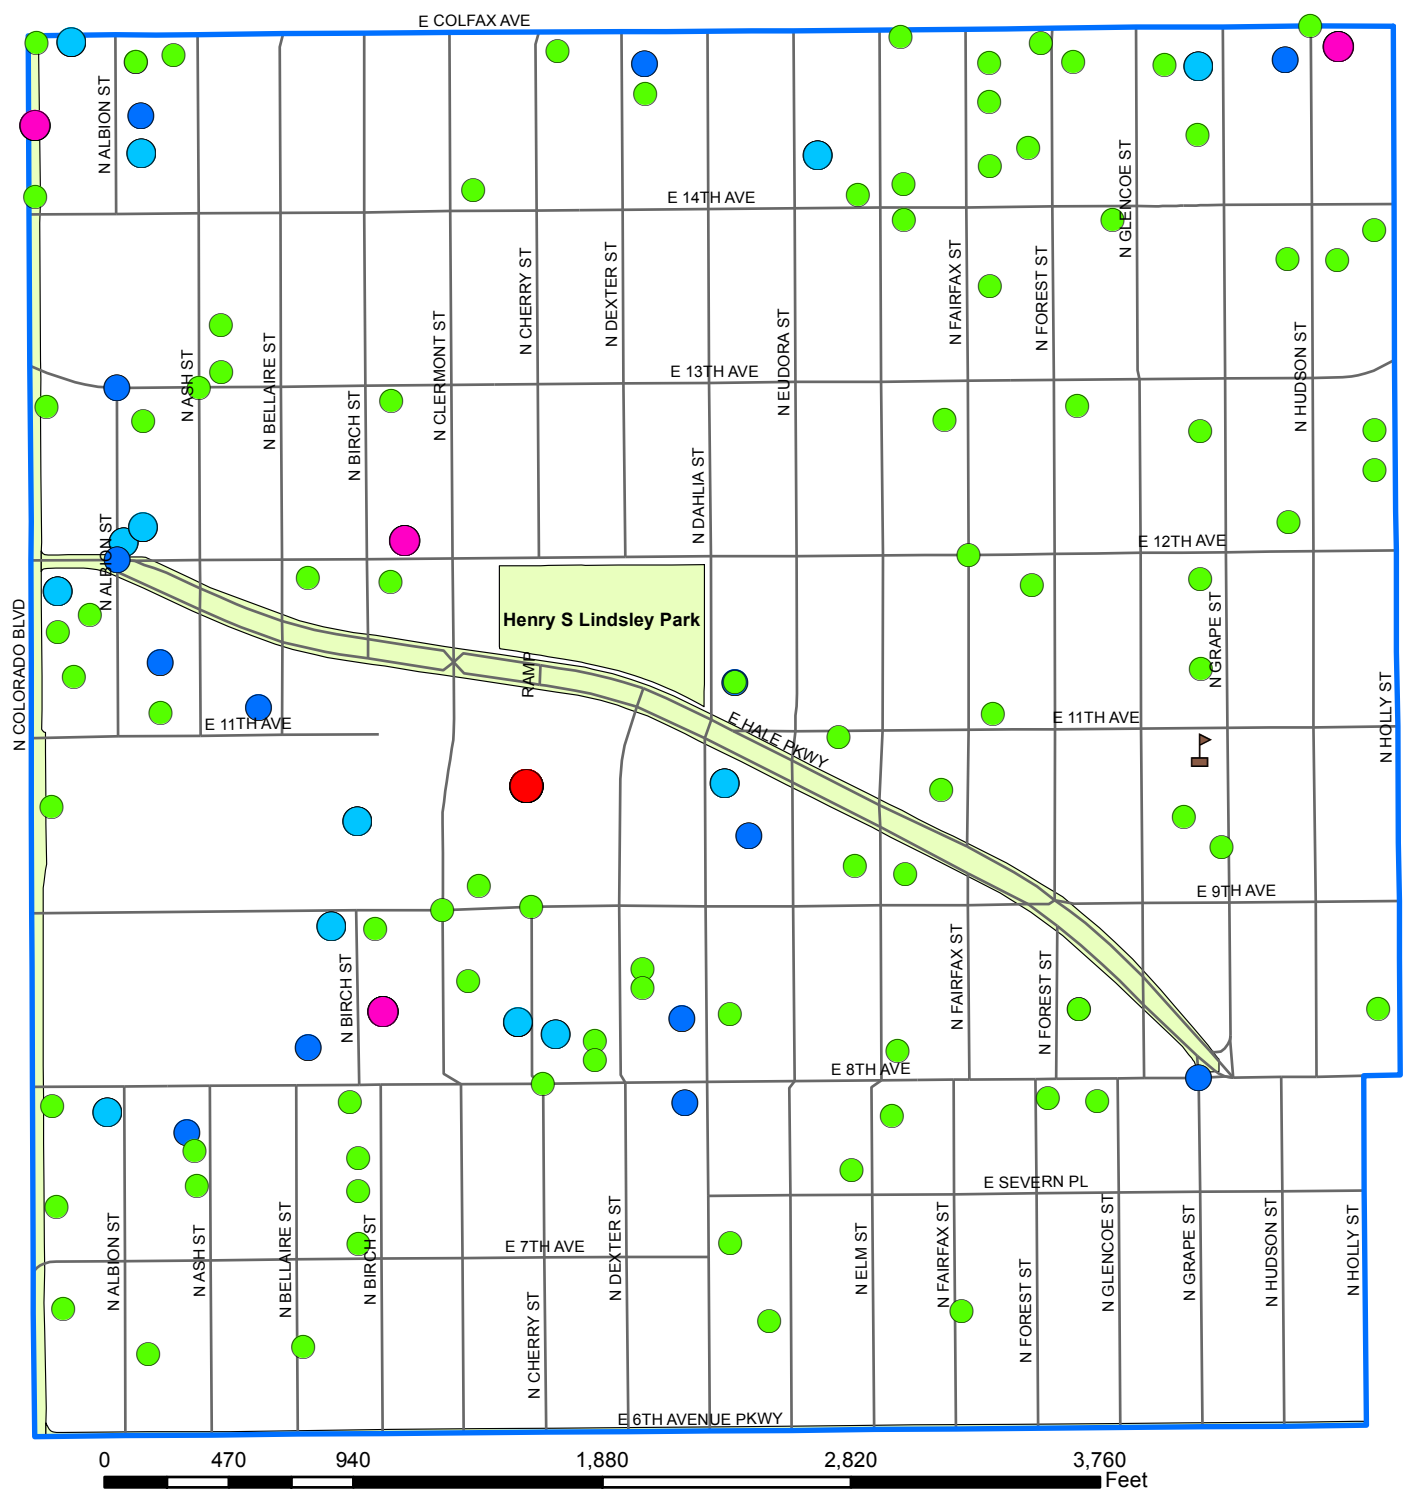 E COLFAX AVE
N ALBION ST
E 14TH AVE
N GLENCOE ST
N CHERRY ST
N DEXTER ST
N FAIRFAX ST
N FOREST ST
N EUDORA ST
N CLERMONT ST
N BELLAIRE ST
N ASH ST
N HUDSON ST
E 13TH AVE
N BIRCH ST
N DAHLIA ST
E 12TH AVE
N ALBION ST
N COLORADO BLVD
Henry S Lindsley Park
RAMP
N GRAPE ST
N HOLLY ST
E 11TH AVE
E HALE PKWY
E 11TH AVE
E 9TH AVE
N BIRCH ST
N FAIRFAX ST
N FOREST ST
E 8TH AVE
E SEVERN PL
N ALBION ST
N ASH ST
N BELLAIRE ST
N BIRCH ST
E 7TH AVE
N CHERRY ST
N DEXTER ST
N ELM ST
N FAIRFAX ST
N FOREST ST
N GLENCOE ST
N GRAPE ST
N HUDSON ST
N HOLLY ST
E 6TH AVENUE PKWY
0 470 940 1,880 2,820 3,760
Feet